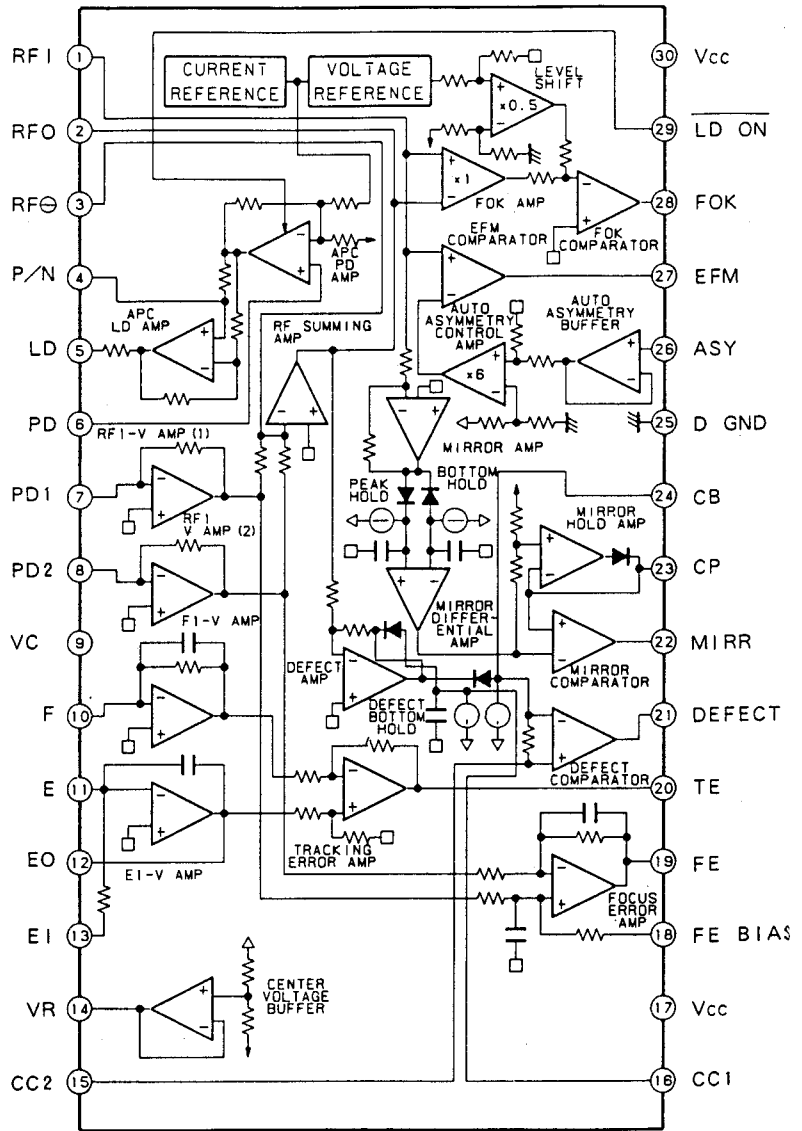 RFI 1
CURRENT REFERENCE
VOLTAGE REFERENCE
LEVEL SHIFT
×0.5
30 Vcc
RFO 2
29 LD ON
RF⊖ 3
×1
FOK AMP
FOK COMPARATOR
28 FOK
P/N 4
APC PD AMP
EFM COMPARATOR
27 EFM
APC LD AMP
RF SUMMING AMP
AUTO ASYMMETRY CONTROL AMP
×6
AUTO ASYMMETRY BUFFER
LD 5
26 ASY
PD 6
25 D GND
RFI-V AMP (1)
MIRROR AMP
PD1 7
PEAK HOLD
BOTTOM HOLD
24 CB
RFI V AMP (2)
MIRROR HOLD AMP
PD2 8
23 CP
FI-V AMP
MIRROR DIFFER-ENTIAL AMP
VC 9
22 MIRR
DEFECT AMP
MIRROR COMPARATOR
F 10
DEFECT BOTTOM HOLD
21 DEFECT
DEFECT COMPARATOR
E 11
20 TE
TRACKING ERROR AMP
EO 12
EI-V AMP
19 FE
FOCUS ERROR AMP
EI 13
18 FE BIAS
CENTER VOLTAGE BUFFER
VR 14
17 Vcc
CC2 15
16 CC1